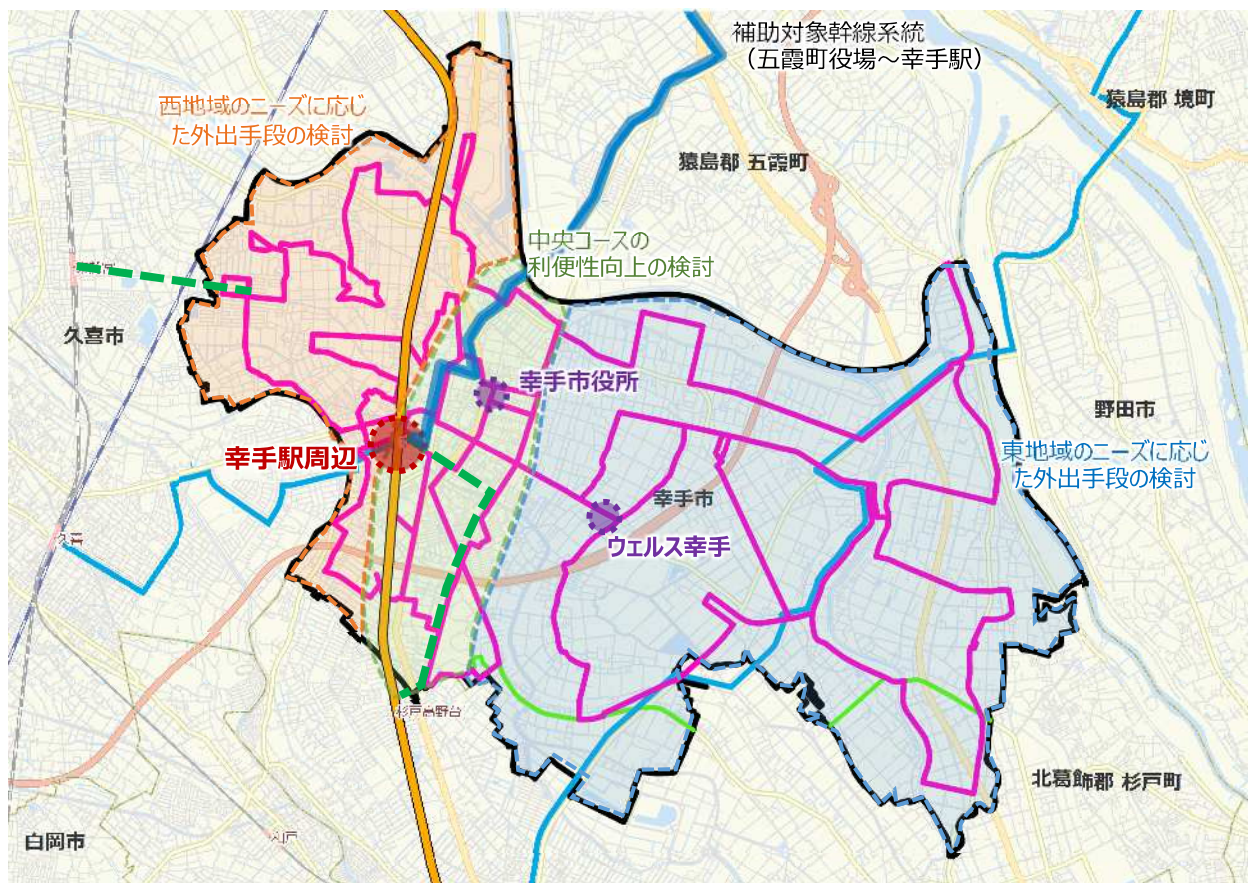 補助対象幹線系統
（五霞町役場～幸手駅）
西地域のニーズに応じ
た外出手段の検討
猿島郡 境町
猿島郡 五霞町
中央コースの
利便性向上の検討
久喜市
幸手市役所
野田市
幸手駅周辺
東地域のニーズに応じ
た外出手段の検討
幸手市
久喜
ウェルス幸手
杉戸高野台
北葛飾郡 杉戸町
白岡市